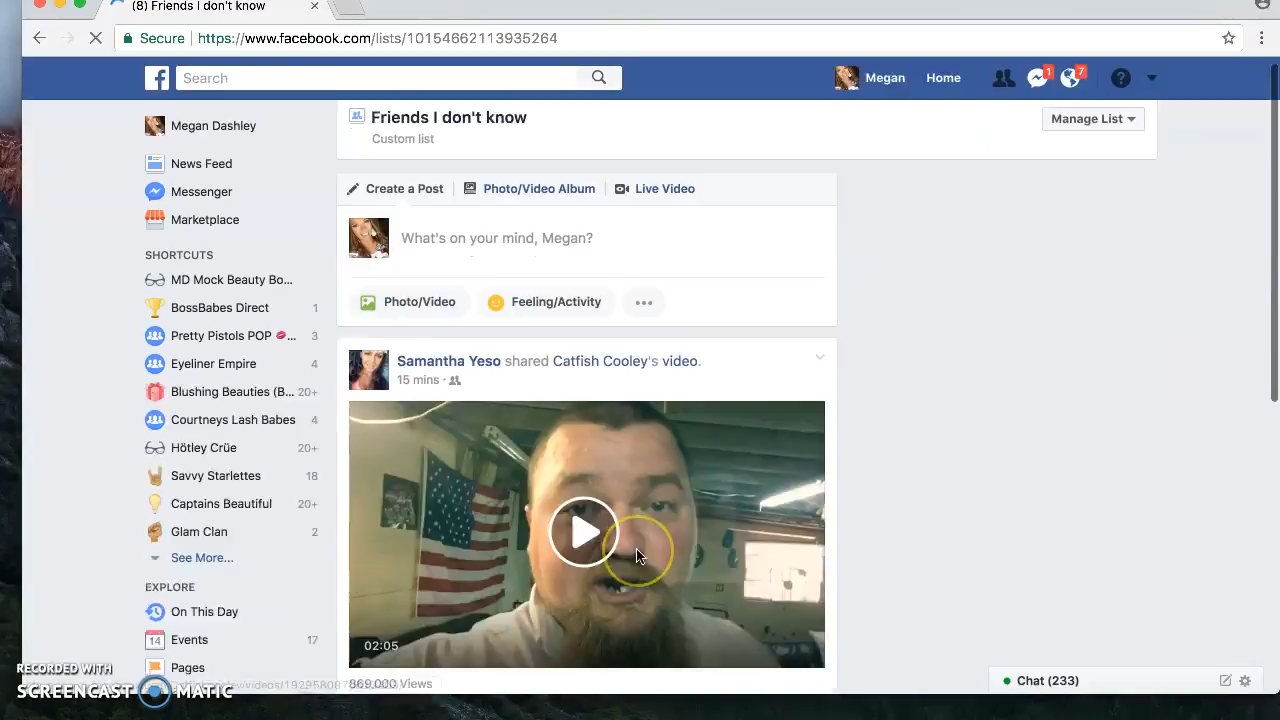 (8) Friends I don't know
Secure https://www.facebook.com/lists/10154662113935264
Search
Megan Home 1 7
Megan Dashley
News Feed
Messenger
Marketplace
SHORTCUTS
MD Mock Beauty Bo...
BossBabes Direct 1
Pretty Pistols POP 💋... 3
Eyeliner Empire 4
Blushing Beauties (B... 20+
Courtneys Lash Babes 4
Hötley Crüe 20+
Savvy Starlettes 18
Captains Beautiful 20+
Glam Clan 2
See More...
EXPLORE
On This Day
14 Events 17
Pages
Friends I don't know
Custom list
Manage List
Create a Post Photo/Video Album Live Video
What's on your mind, Megan?
Photo/Video Feeling/Activity
Samantha Yeso shared Catfish Cooley's video.
15 mins ·
02:05
869,000 Views
Chat (233)
RECORDED WITH
SCREENCAST MATIC